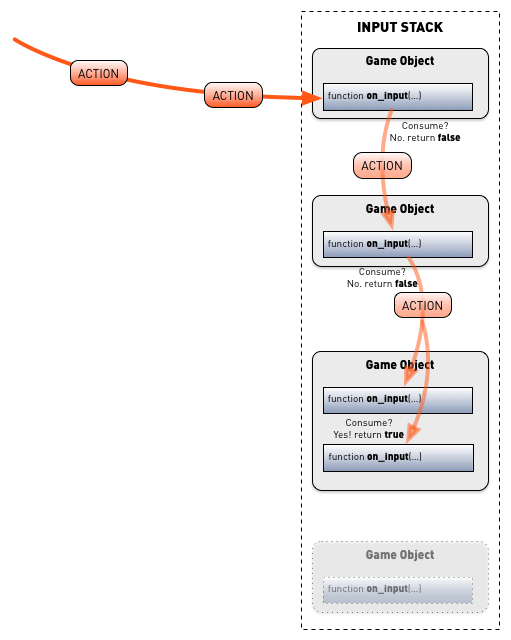 INPUT STACK
Game Object
ACTION
ACTION
function on_input(...)
Consume?
No. return false
ACTION
Game Object
function on_input(...)
Consume?
No. return false
ACTION
Game Object
function on_input(...)
Consume?
Yes! return true
function on_input(...)
Game Object
function on_input(...)